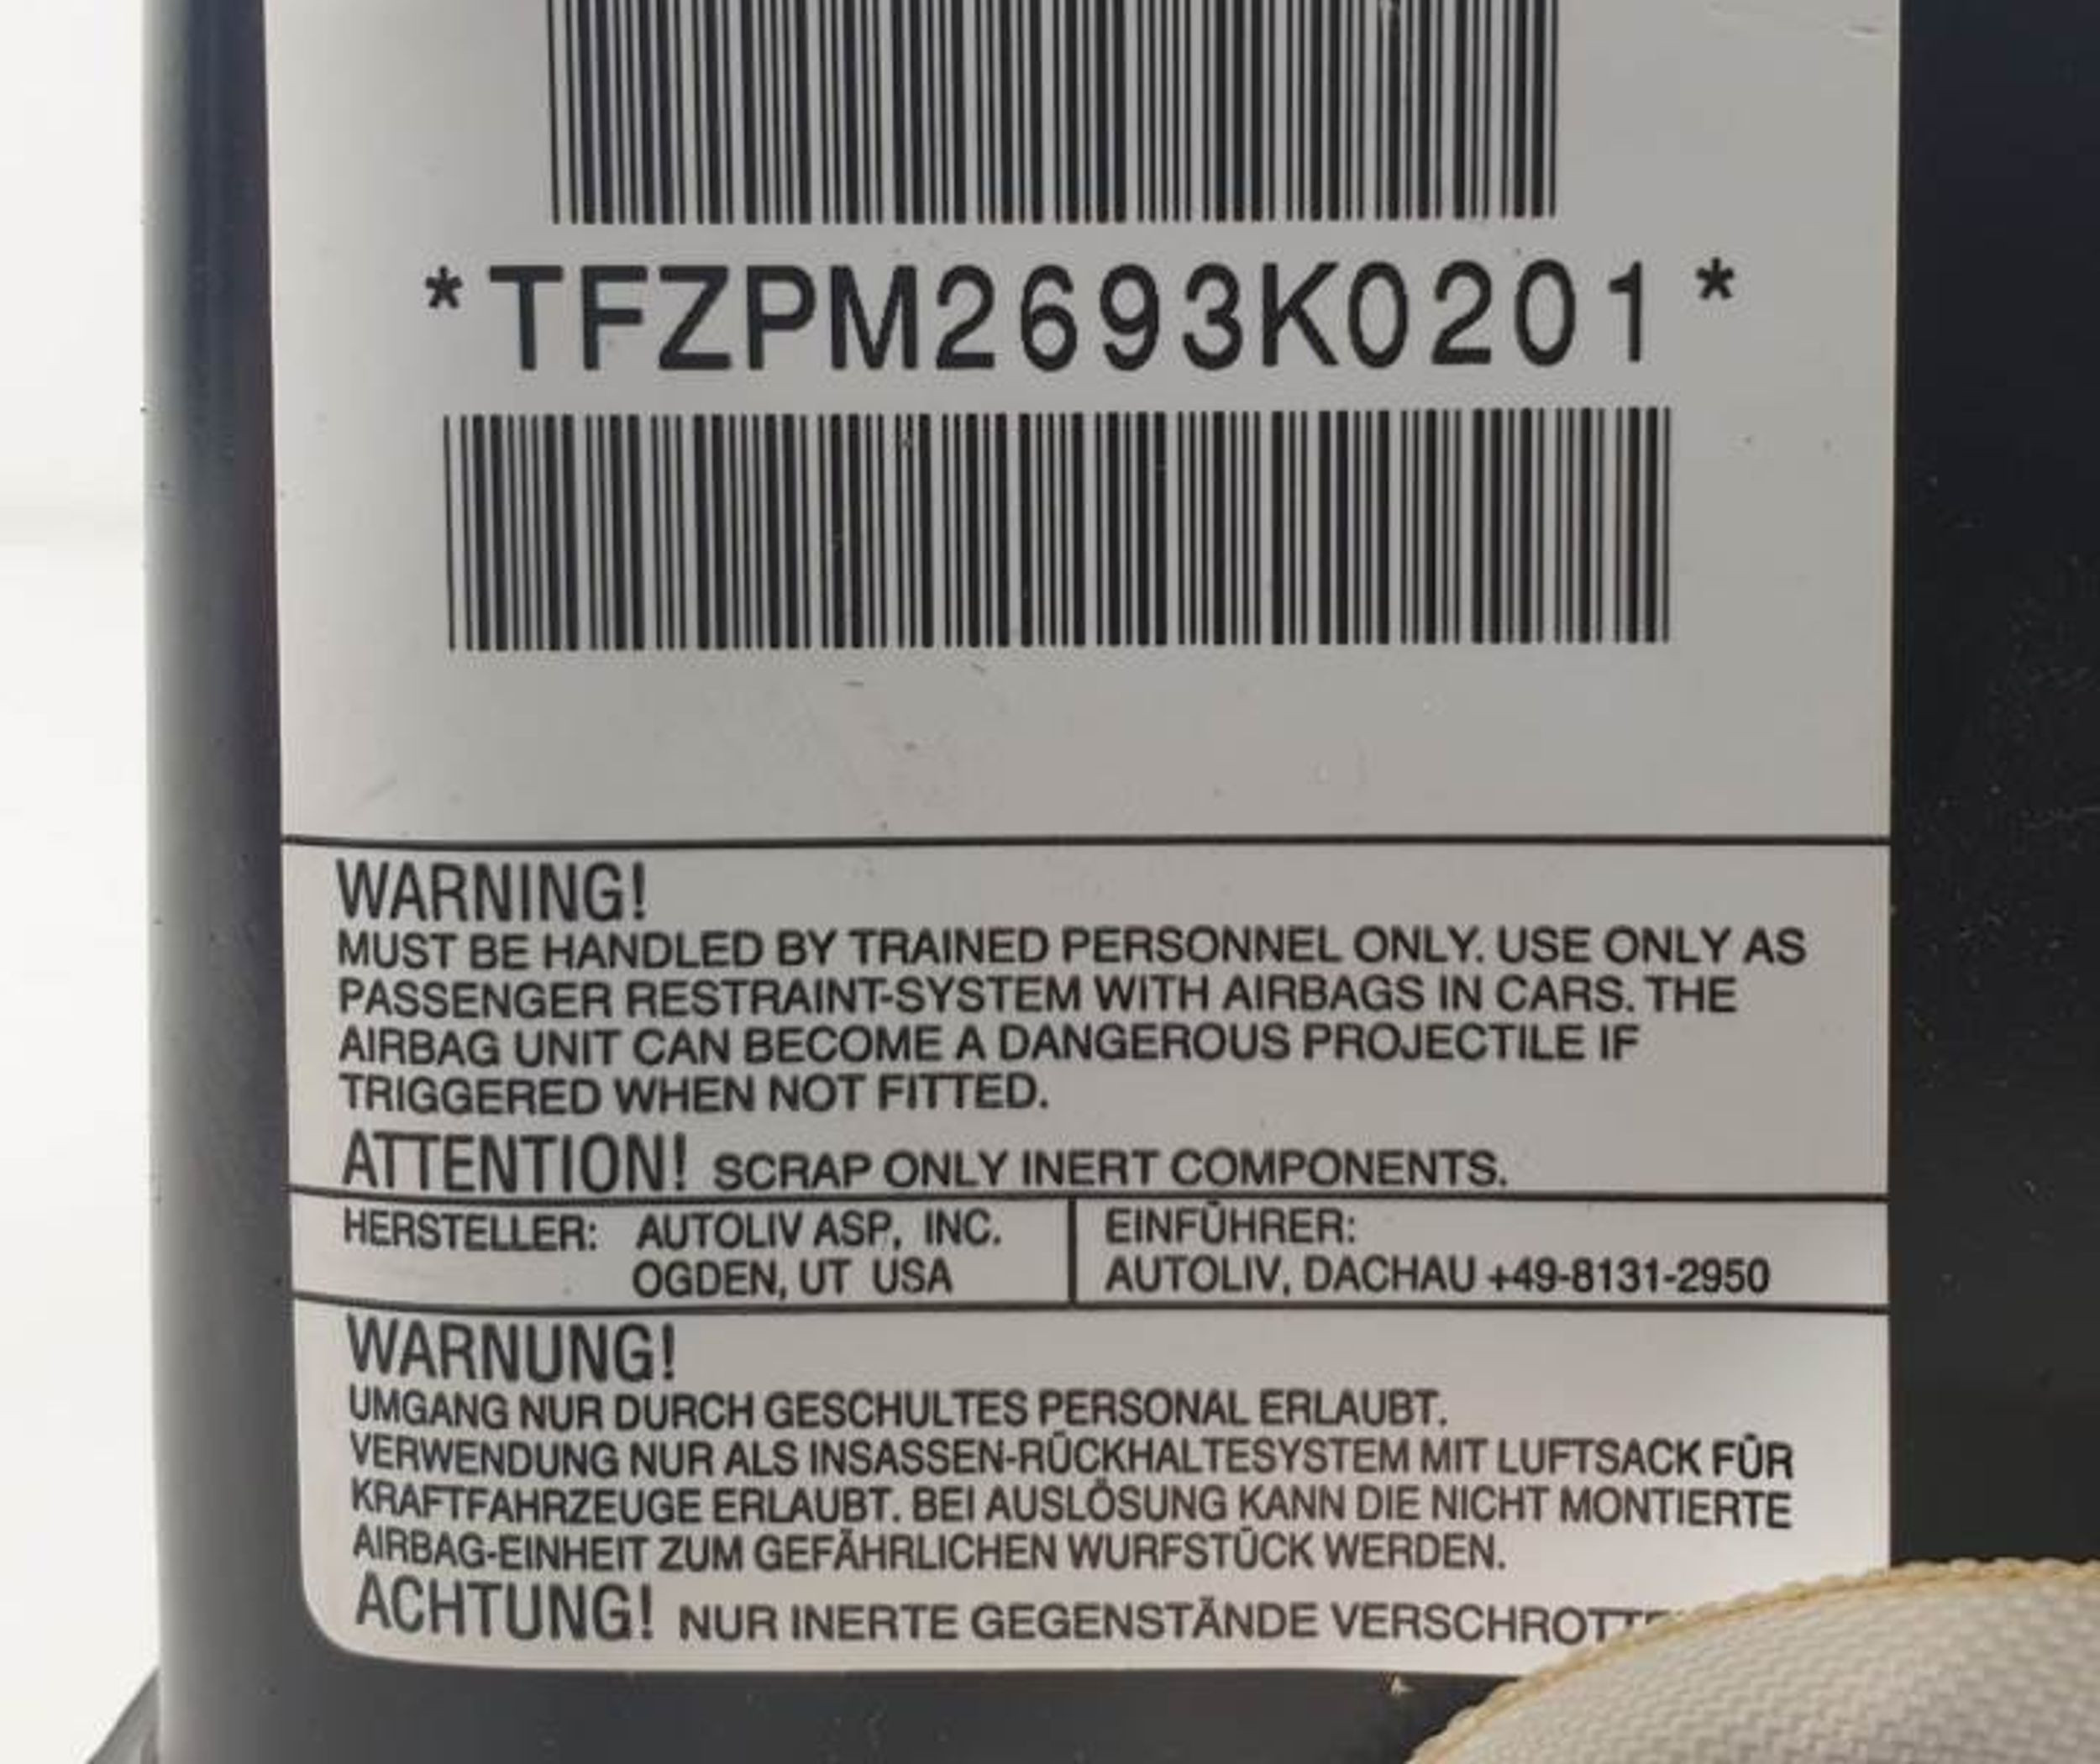 *TFZPM2693K0201*
WARNING!
MUST BE HANDLED BY TRAINED PERSONNEL ONLY. USE ONLY AS
PASSENGER RESTRAINT-SYSTEM WITH AIRBAGS IN CARS. THE
AIRBAG UNIT CAN BECOME A DANGEROUS PROJECTILE IF
TRIGGERED WHEN NOT FITTED.
ATTENTION! SCRAP ONLY INERT COMPONENTS.
HERSTELLER: AUTOLIV ASP, INC.
OGDEN, UT USA
EINFÜHRER:
AUTOLIV, DACHAU +49-8131-2950
WARNUNG!
UMGANG NUR DURCH GESCHULTES PERSONAL ERLAUBT.
VERWENDUNG NUR ALS INSASSEN-RÜCKHALTESYSTEM MIT LUFTSACK FÜR
KRAFTFAHRZEUGE ERLAUBT. BEI AUSLÖSUNG KANN DIE NICHT MONTIERTE
AIRBAG-EINHEIT ZUM GEFÄHRLICHEN WURFSTÜCK WERDEN.
ACHTUNG! NUR INERTE GEGENSTÄNDE